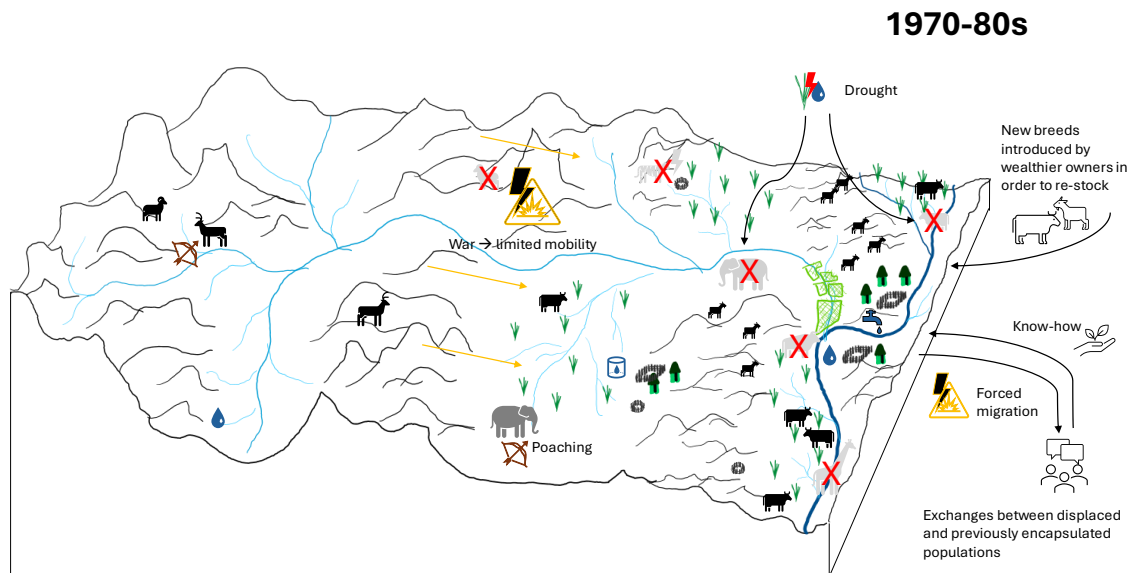 1970-80s
Drought
New breeds
introduced by
wealthier owners in
order to re-stock
War → limited mobility
Know-how
Forced
migration
Poaching
Exchanges between displaced
and previously encapsulated
populations